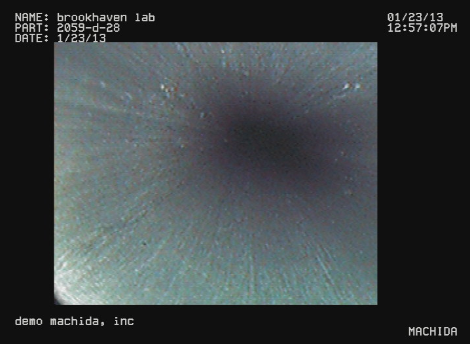 NAME: brookhaven lab
PART: 2059-d-28
DATE: 1/23/13
01/23/13
12:57:07PM
demo machida, inc
MACHIDA